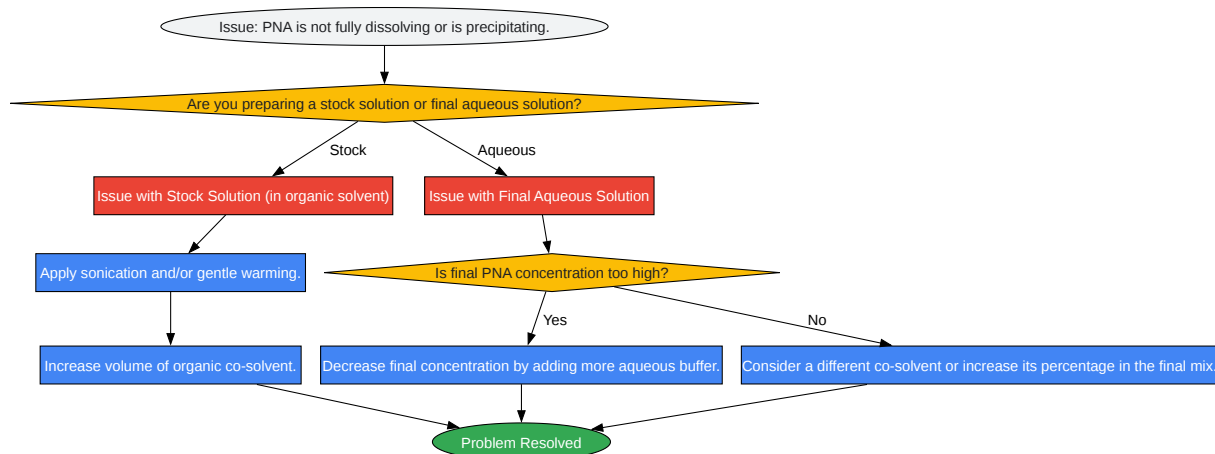 Issue: PNA is not fully dissolving or is precipitating.
Are you preparing a stock solution or final aqueous solution?
Stock
Aqueous
Issue with Stock Solution (in organic solvent)
Issue with Final Aqueous Solution
Apply sonication and/or gentle warming.
Is final PNA concentration too high?
Yes
No
Increase volume of organic co-solvent.
Decrease final concentration by adding more aqueous buffer.
Consider a different co-solvent or increase its percentage in the final mix.
Problem Resolved